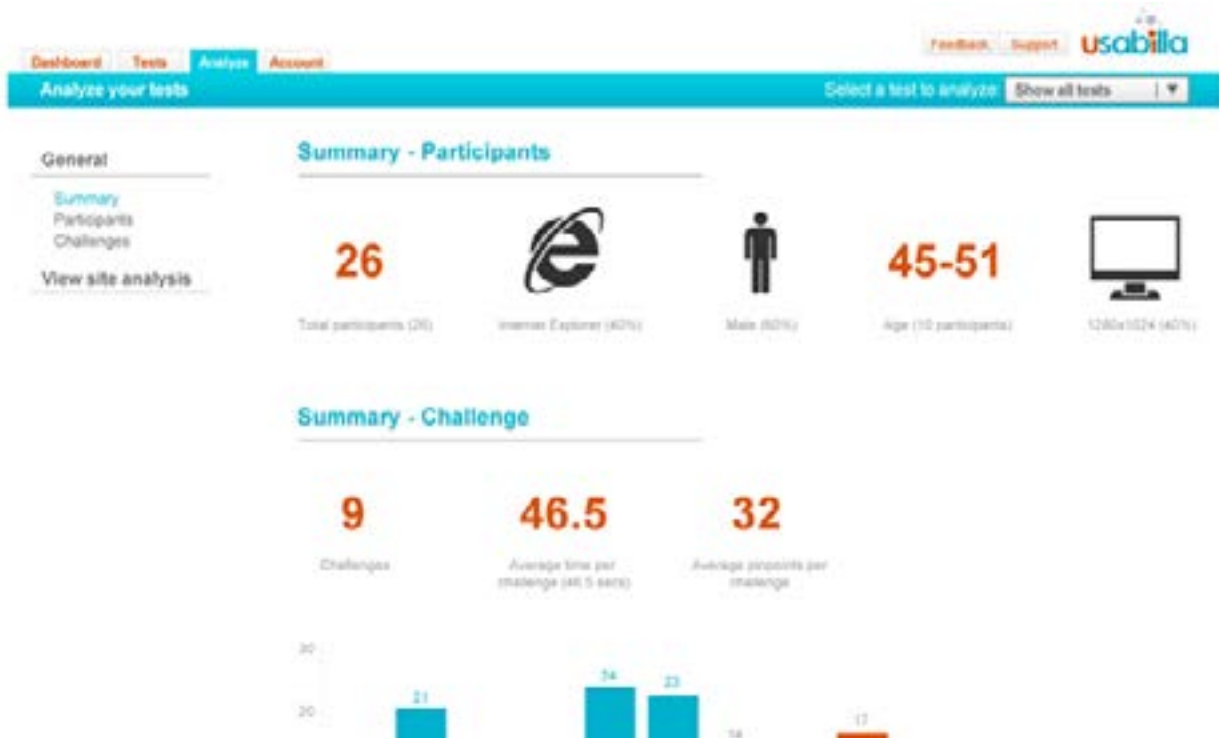 Feedback Support usabilla
Dashboard Tests Analyze Account
Analyze your tests Select a test to analyze: Show all tests
General
Summary
Participants
Challenges
View site analysis
Summary - Participants
26 45-51
Total participants (26) Internet Explorer (40%) Male (60%) Age (10 participants) 1280x1024 (40%)
Summary - Challenge
9 46.5 32
Challenges Average time per challenge (46.5 secs) Average pinpoints per challenge
30
24
23
21
20
17